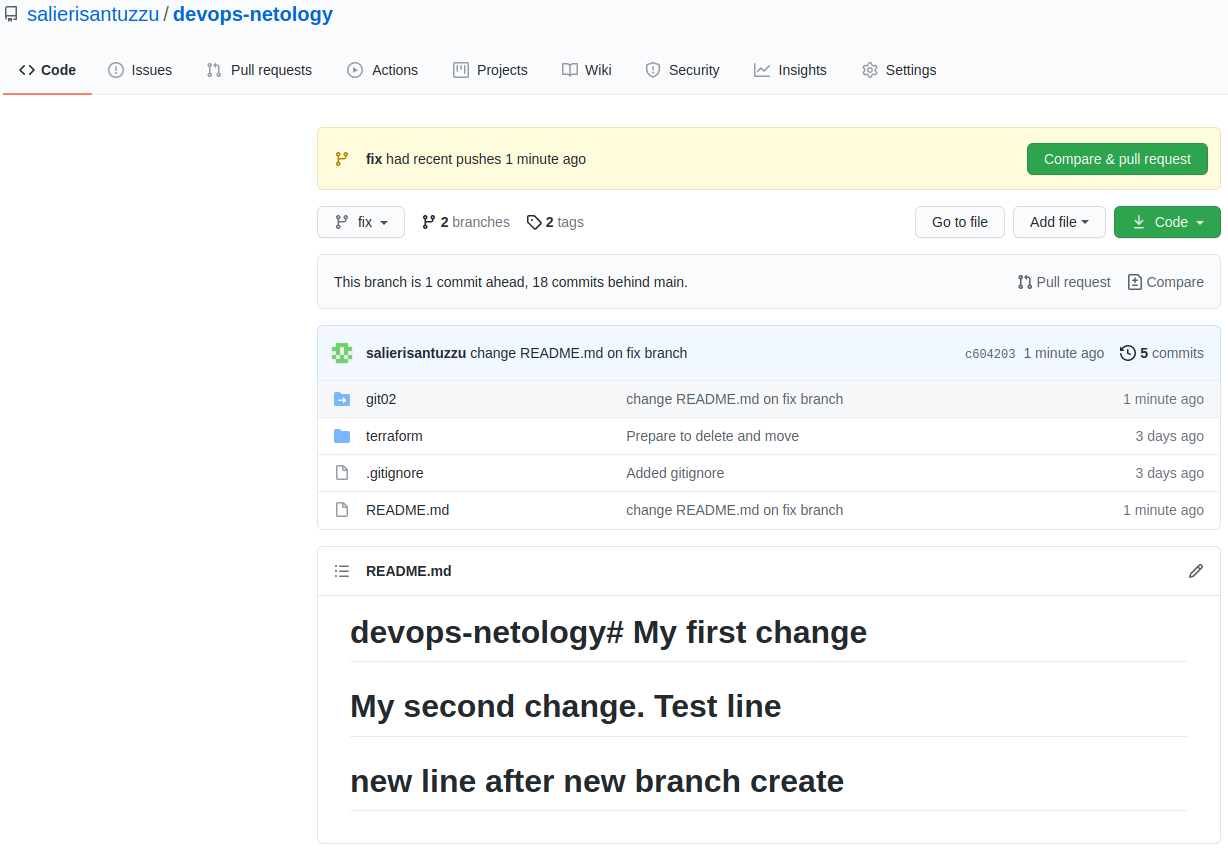 salierisantuzzu / devops-netology
Code Issues Pull requests Actions Projects Wiki Security Insights Settings
fix had recent pushes 1 minute ago Compare & pull request
fix 2 branches 2 tags Go to file Add file Code
This branch is 1 commit ahead, 18 commits behind main. Pull request Compare
salierisantuzzu change README.md on fix branch c604203 1 minute ago 5 commits
git02 change README.md on fix branch 1 minute ago
terraform Prepare to delete and move 3 days ago
.gitignore Added gitignore 3 days ago
README.md change README.md on fix branch 1 minute ago
README.md
devops-netology# My first change
My second change. Test line
new line after new branch create